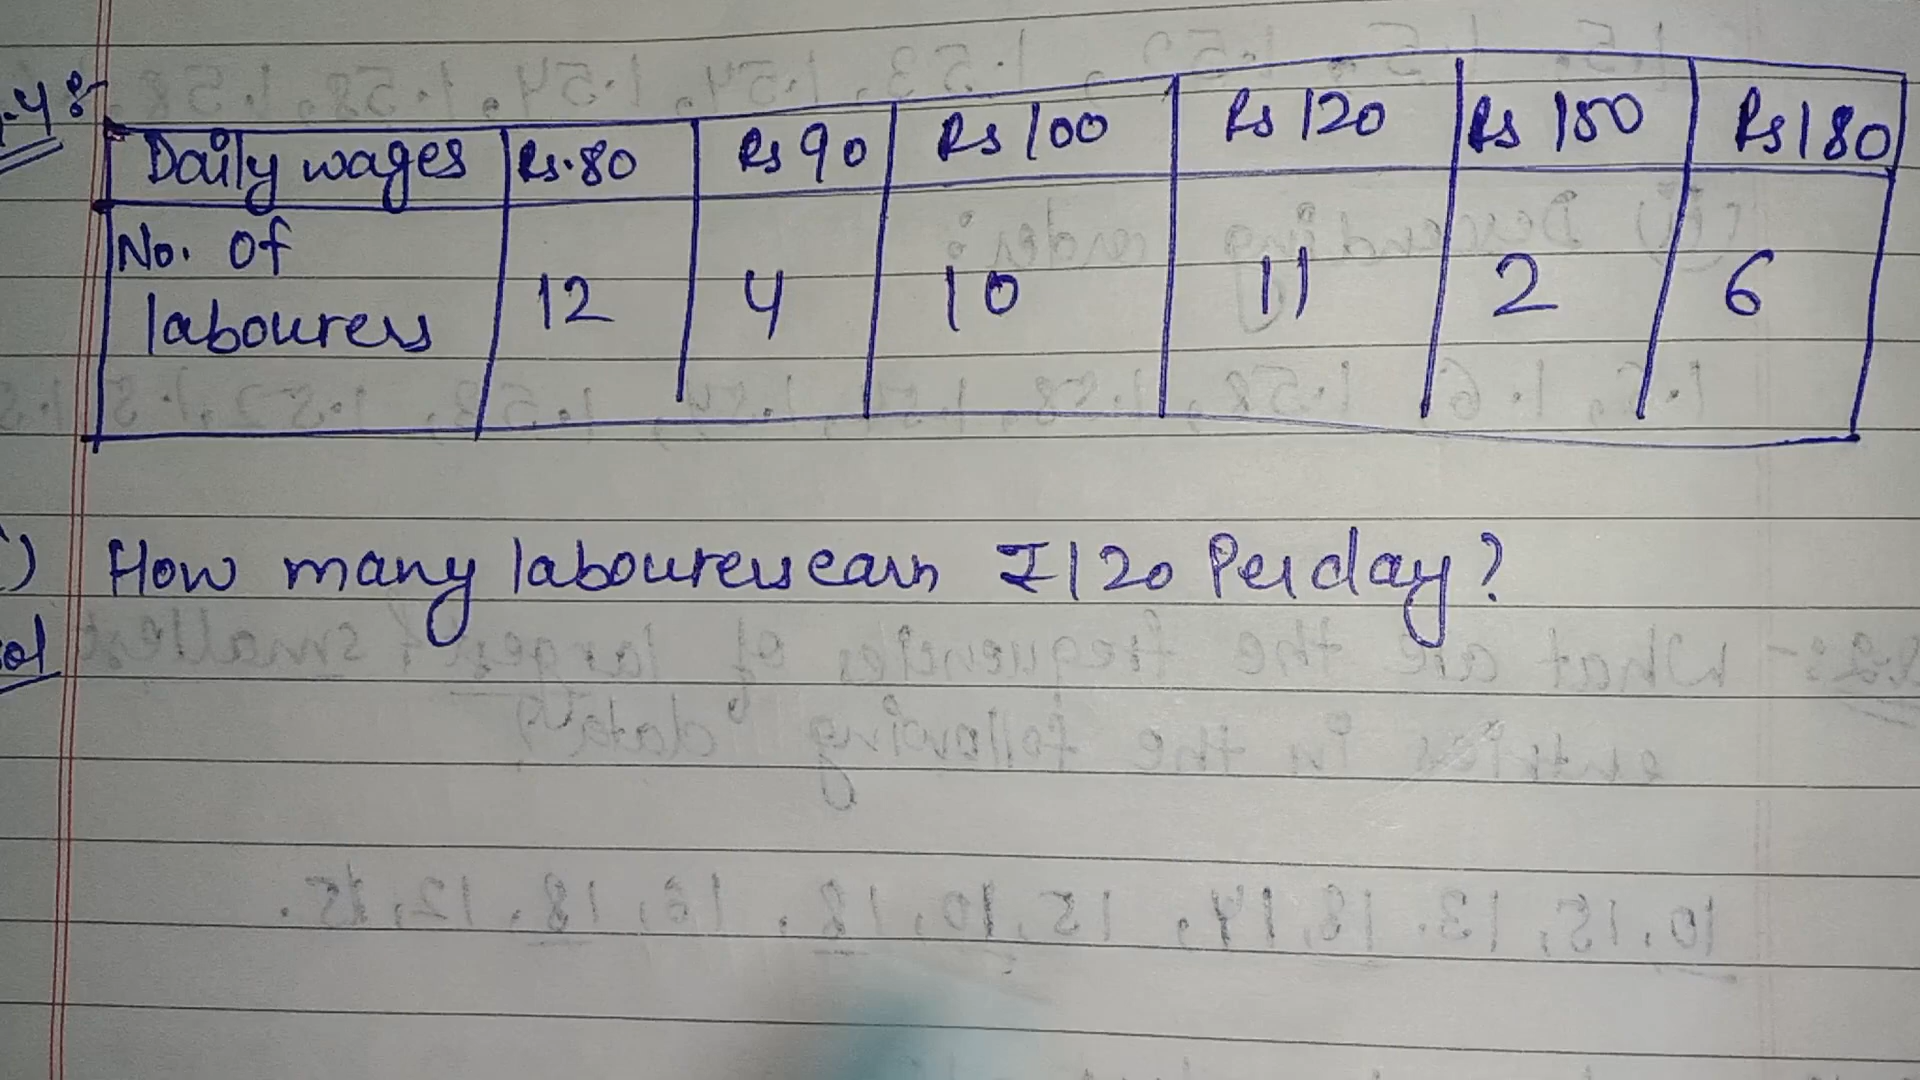 Daily wages Rs.80 Rs 90 Rs 100 Rs 120 Rs 150 Rs 180
No. of
labourers 12 4 10 11 2 6
How many labourers earn ₹120 Per day?
sol